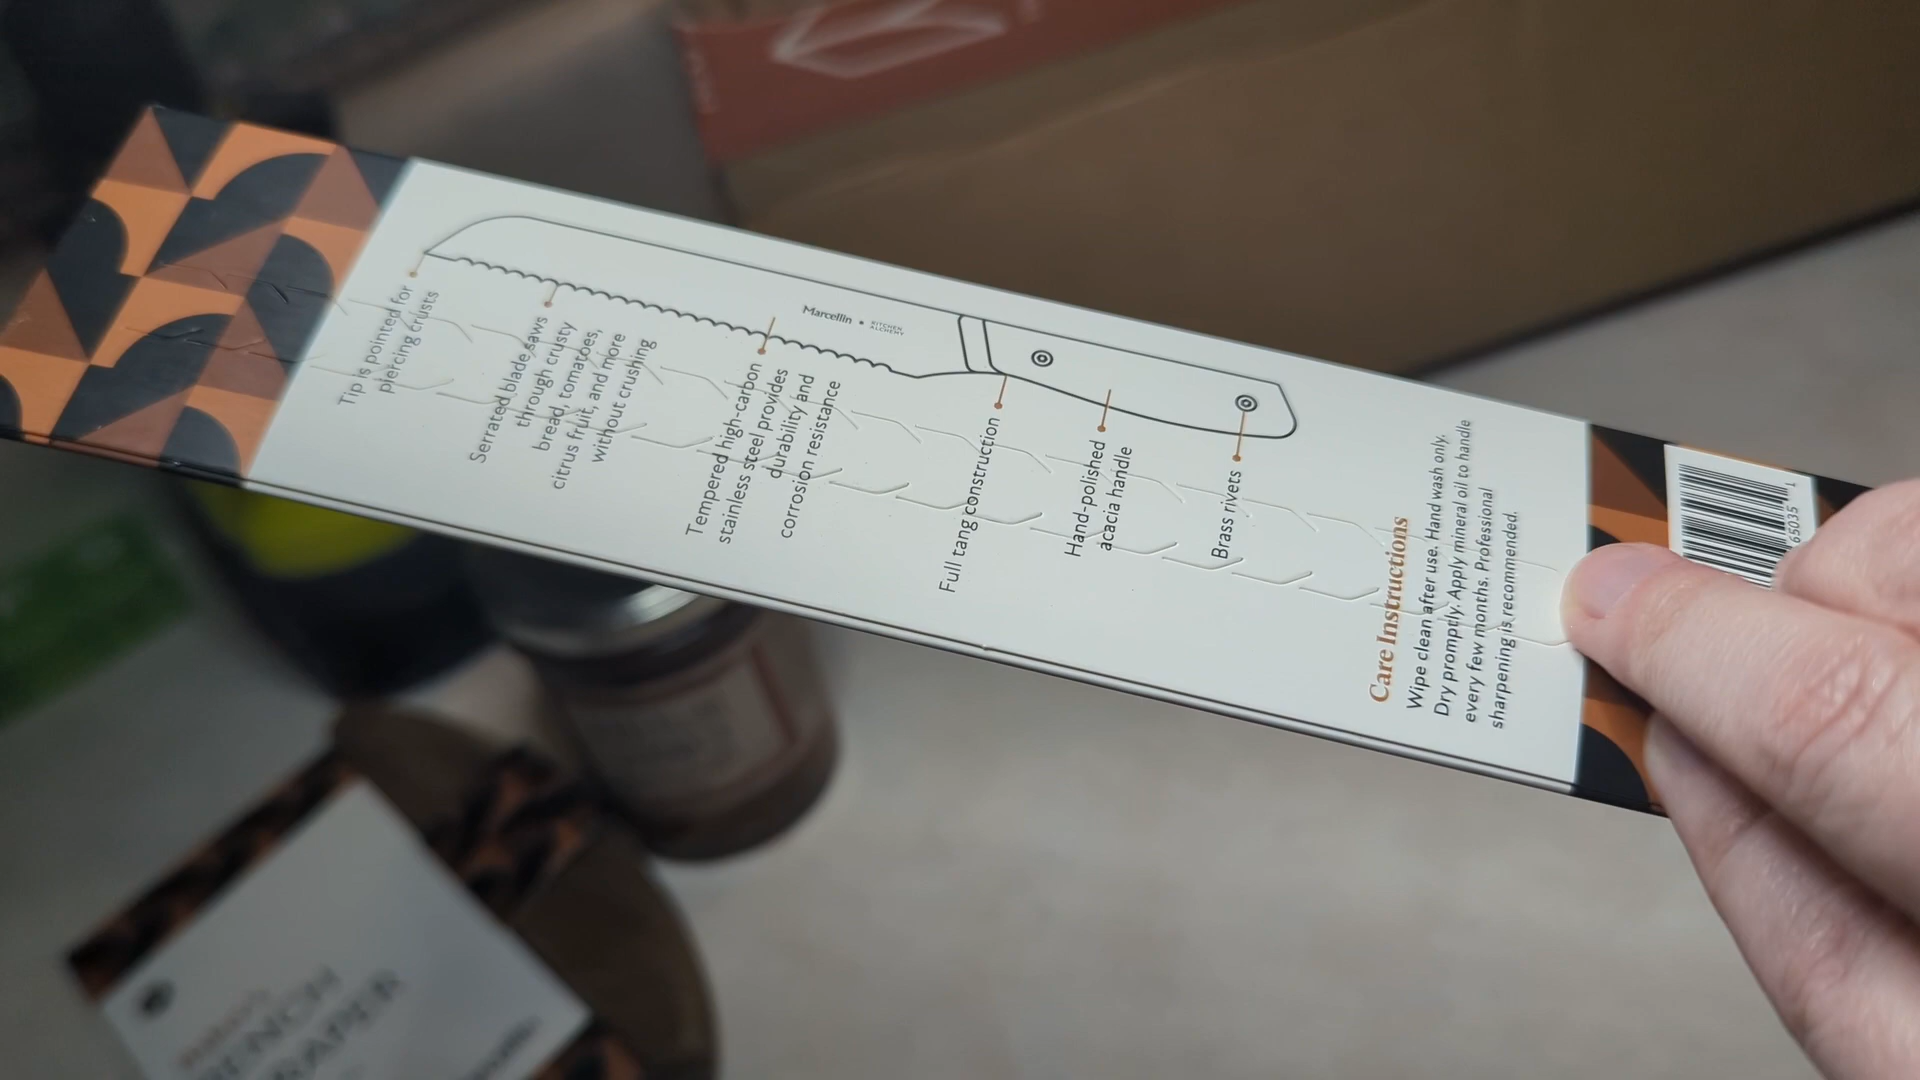 Tip is pointed for
piercing crusts
Serrated blade saws
through crusty
bread, tomatoes,
citrus fruit, and more
without crushing
Marcellin • KITCHEN
ALCHEMY
Tempered high-carbon
stainless steel provides
durability and
corrosion resistance
Full tang construction
Hand-polished
acacia handle
Brass rivets
Care Instructions
Wipe clean after use. Hand wash only.
Dry promptly. Apply mineral oil to handle
every few months. Professional
sharpening is recommended.
65035 1
BENCH